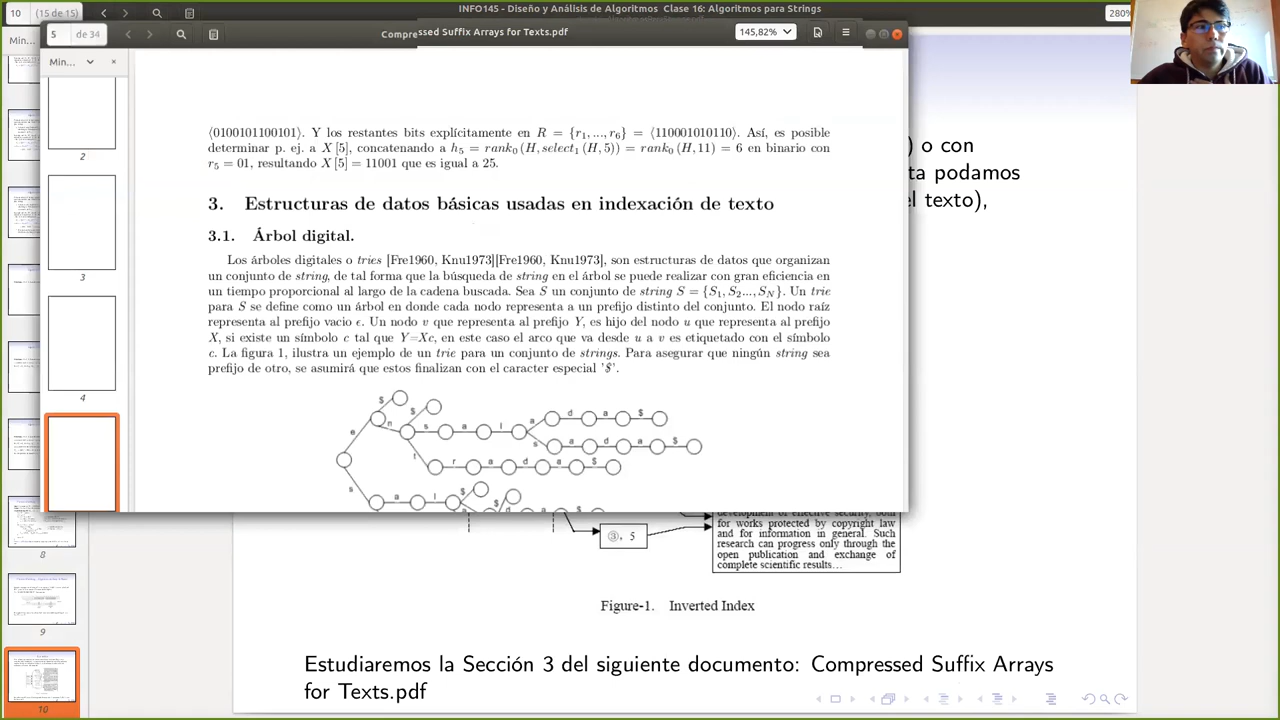 10 (15 de 15)
INFO145 - Diseño y Análisis de Algoritmos Clase 16: Algoritmos para Strings
280%
5 de 34
Compressed Suffix Arrays for Texts.pdf
145,82%
Min...
Min...
2
3
4
8
9
10
⟨0100101100101⟩. Y los restantes bits explícitamente en = {r1, ..., r6} = Así, es posible
determinar p. ej. a X [5], concatenando a h5 = rank0 (H, select1 (H, 5)) = rank0 (H, 11) = 6 en binario con
r5 = 01, resultando X [5] = 11001 que es igual a 25.
3. Estructuras de datos básicas usadas en indexación de texto
3.1. Árbol digital.
Los árboles digitales o tries [Fre1960, Knu1973][Fre1960, Knu1973], son estructuras de datos que organizan
un conjunto de string, de tal forma que la búsqueda de string en el árbol se puede realizar con gran eficiencia en
un tiempo proporcional al largo de la cadena buscada. Sea S un conjunto de string S = {S1, S2..., SN}. Un trie
para S se define como un árbol en donde cada nodo representa a un prefijo distinto del conjunto. El nodo raíz
representa al prefijo vacio ϵ. Un nodo v que representa al prefijo Y, es hijo del nodo u que representa al prefijo
X, si existe un símbolo c tal que Y=Xc, en este caso el arco que va desde u a v es etiquetado con el símbolo
c. La figura 1, ilustra un ejemplo de un trie para un conjunto de strings. Para asegurar que ningún string sea
prefijo de otro, se asumirá que estos finalizan con el caracter especial '$'.
$ $
e n s a l a d a $
s a d a $
t a d a $
s a l $ $
) o con
ta podamos
el texto),
5
development of effective security, both
for works protected by copyright law
and for information in general. Such
research can progress only through the
open publication and exchange of
complete scientific results...
Figure-1. Inverted Index
Estudiaremos la Sección 3 del siguiente documento: Compressed Suffix Arrays
for Texts.pdf